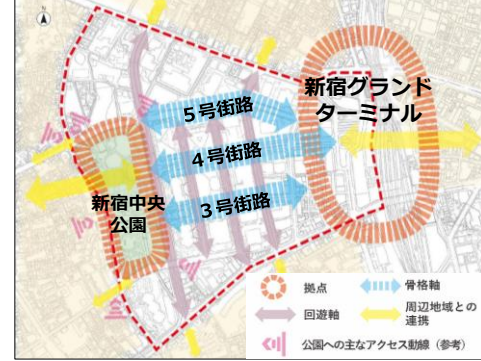 新宿グランド
ターミナル
5号街路
4号街路
3号街路
新宿中央
公園
拠点
骨格軸
回遊軸
周辺地域との
連携
公園への主なアクセス動線（参考）